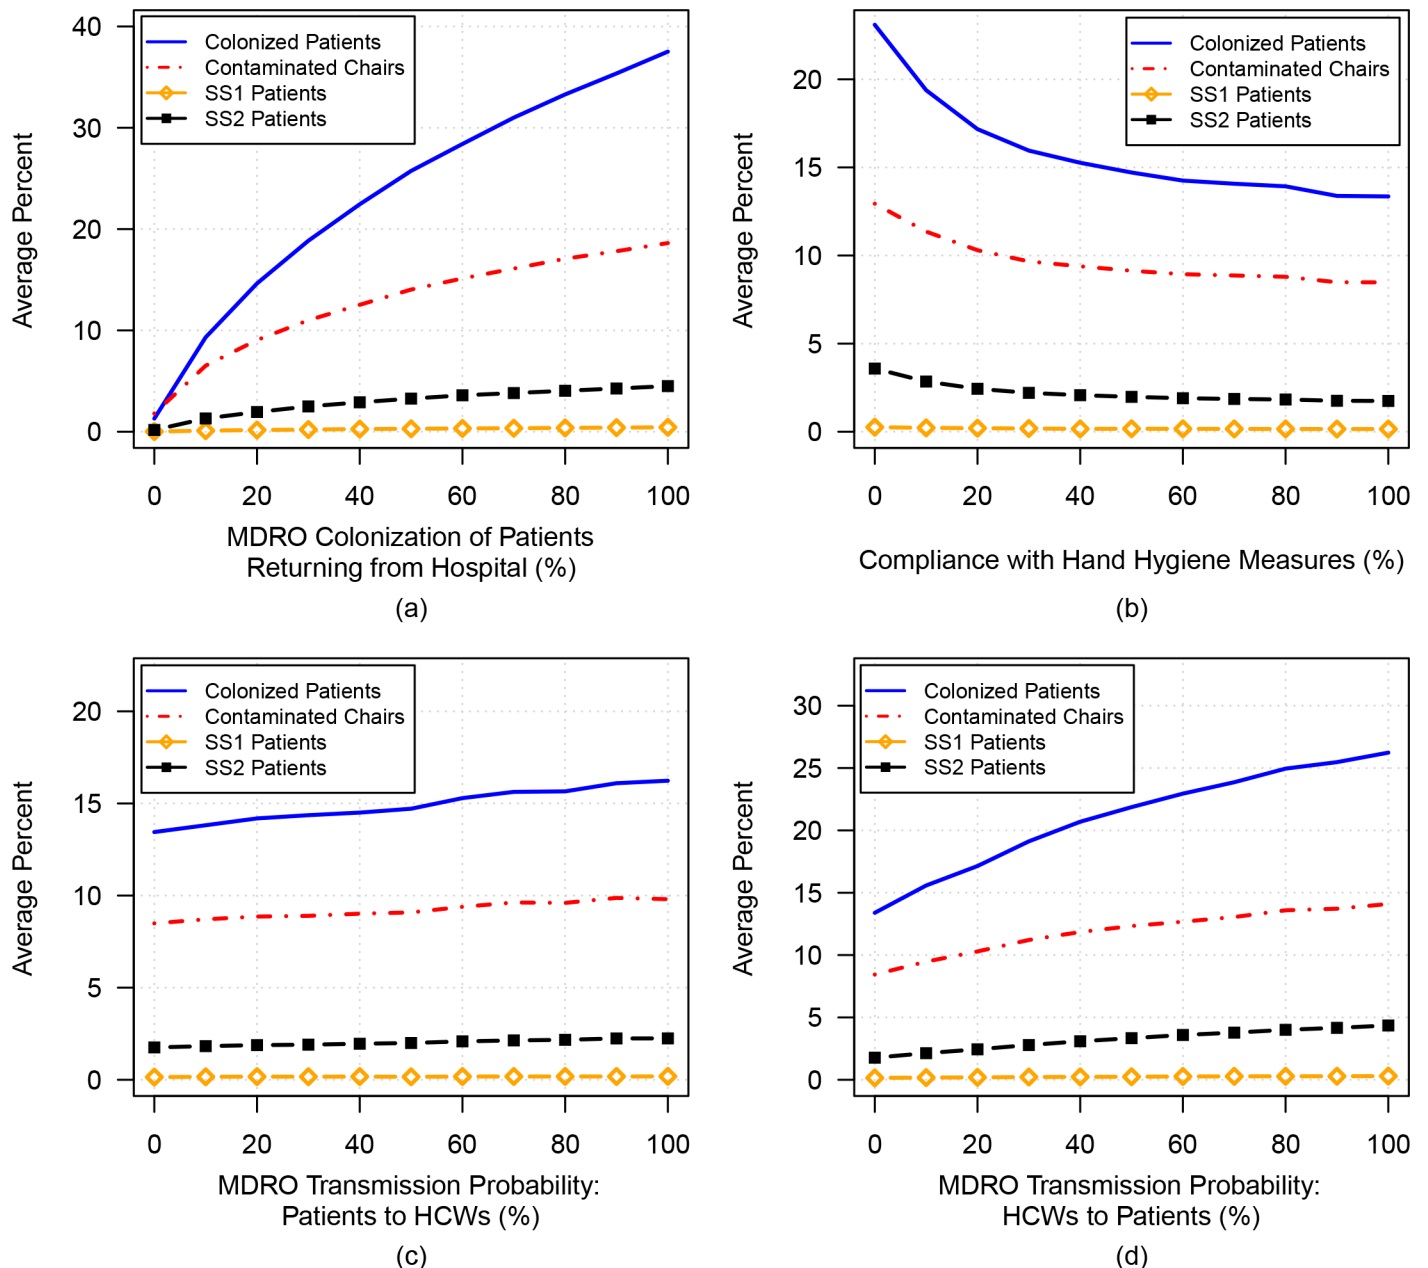 Colonized Patients
Contaminated Chairs
SS1 Patients
SS2 Patients
Average Percent
40
30
20
10
0
0 20 40 60 80 100
MDRO Colonization of Patients
Returning from Hospital (%)
(a)
Colonized Patients
Contaminated Chairs
SS1 Patients
SS2 Patients
Average Percent
20
15
10
5
0
0 20 40 60 80 100
Compliance with Hand Hygiene Measures (%)
(b)
Colonized Patients
Contaminated Chairs
SS1 Patients
SS2 Patients
Average Percent
20
15
10
5
0
0 20 40 60 80 100
MDRO Transmission Probability:
Patients to HCWs (%)
(c)
Colonized Patients
Contaminated Chairs
SS1 Patients
SS2 Patients
Average Percent
30
25
20
15
10
5
0
0 20 40 60 80 100
MDRO Transmission Probability:
HCWs to Patients (%)
(d)